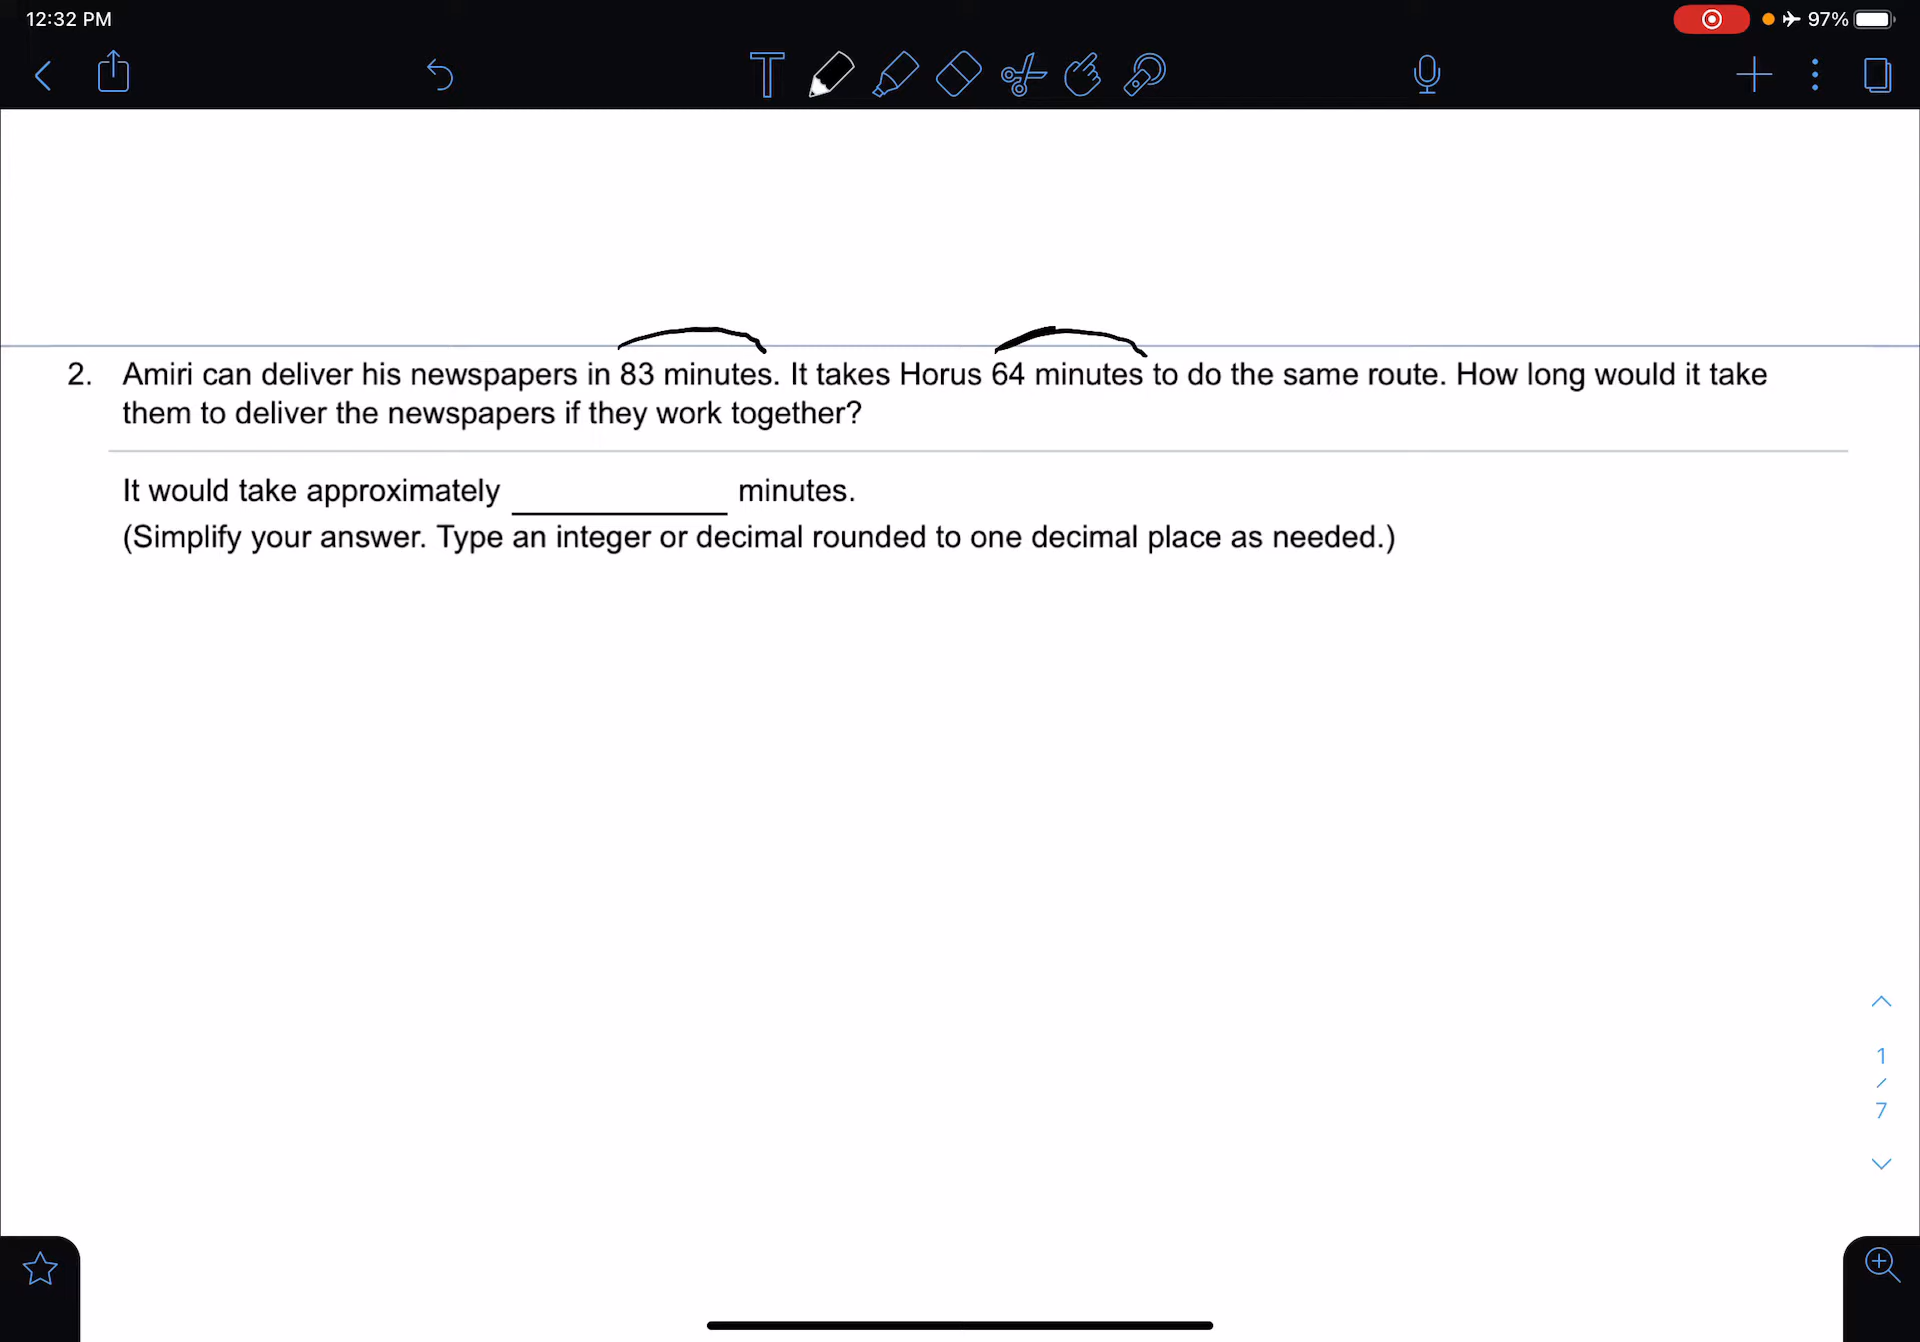 12:32 PM
97%
T
2. Amiri can deliver his newspapers in 83 minutes. It takes Horus 64 minutes to do the same route. How long would it take
them to deliver the newspapers if they work together?
It would take approximately ____________ minutes.
(Simplify your answer. Type an integer or decimal rounded to one decimal place as needed.)
1
/
7